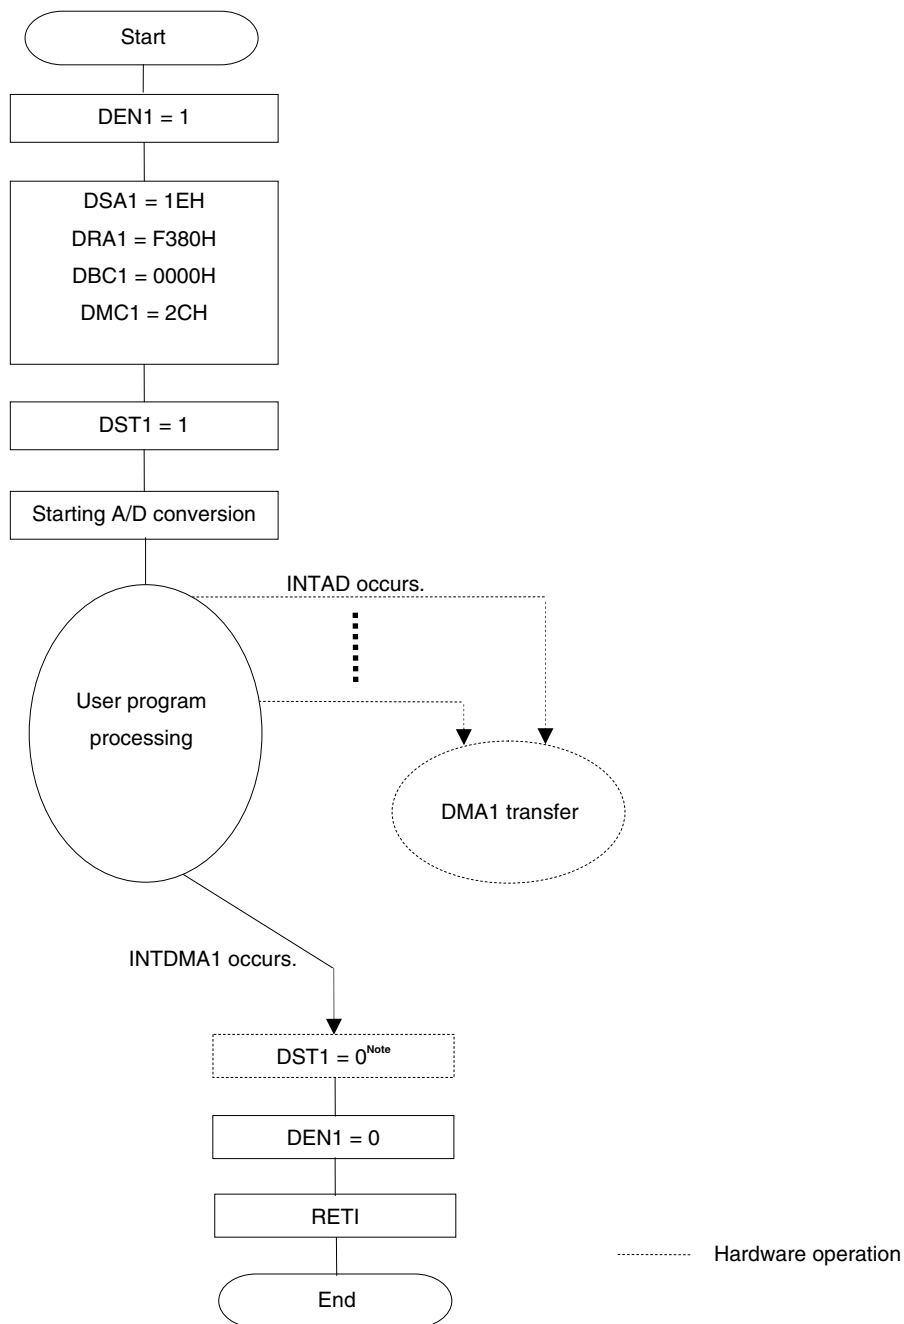 Start
DEN1 = 1
DSA1 = 1EH
DRA1 = F380H
DBC1 = 0000H
DMC1 = 2CH
DST1 = 1
Starting A/D conversion
INTAD occurs.
User program
processing
DMA1 transfer
INTDMA1 occurs.
DST1 = 0Note
DEN1 = 0
RETI
Hardware operation
End